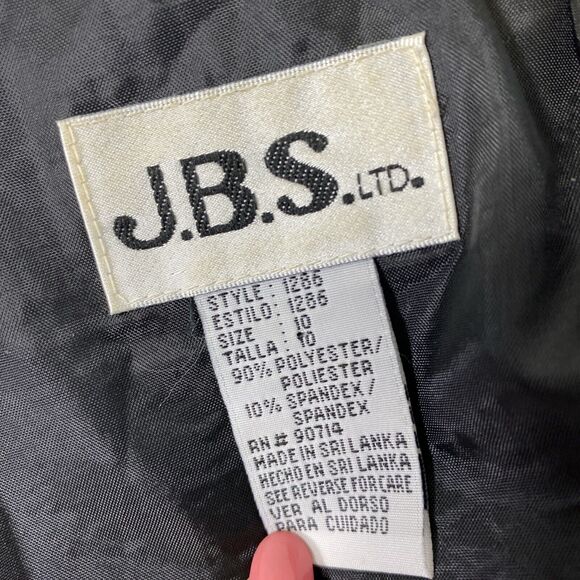 J.B.S.LTD.
STYLE: 1286
ESTILO: 1286
SIZE : 10
TALLA : 10
90% POLYESTER/
POLIESTER
10% SPANDEX/
SPANDEX
RN# 90714
MADE IN SRI LANKA
HECHO EN SRI LANKA
SEE REVERSE FOR CARE
VER AL DORSO
PARA CUIDADO